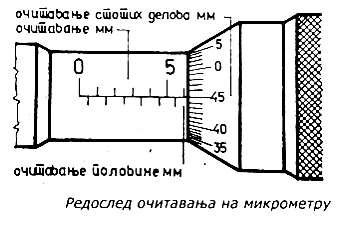 очитавање стотих делова мм
очитавање мм
0 5
5
0
45
40
35
очитавање половине мм
Редослед очитавања на микрометру